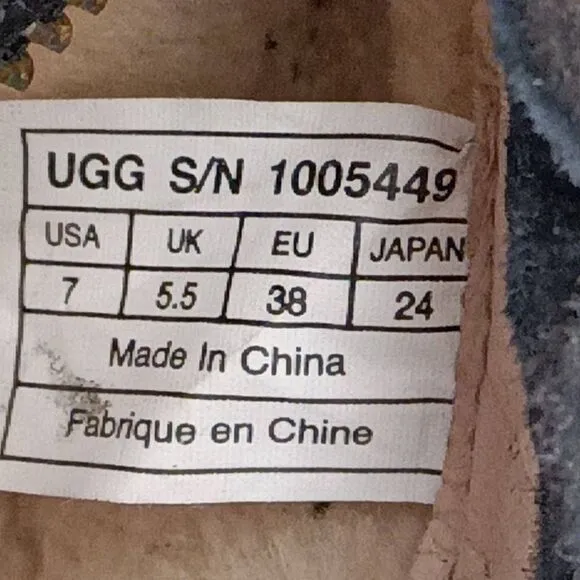 UGG S/N 1005449
USA UK EU JAPAN
7 5.5 38 24
Made In China
Fabrique en Chine